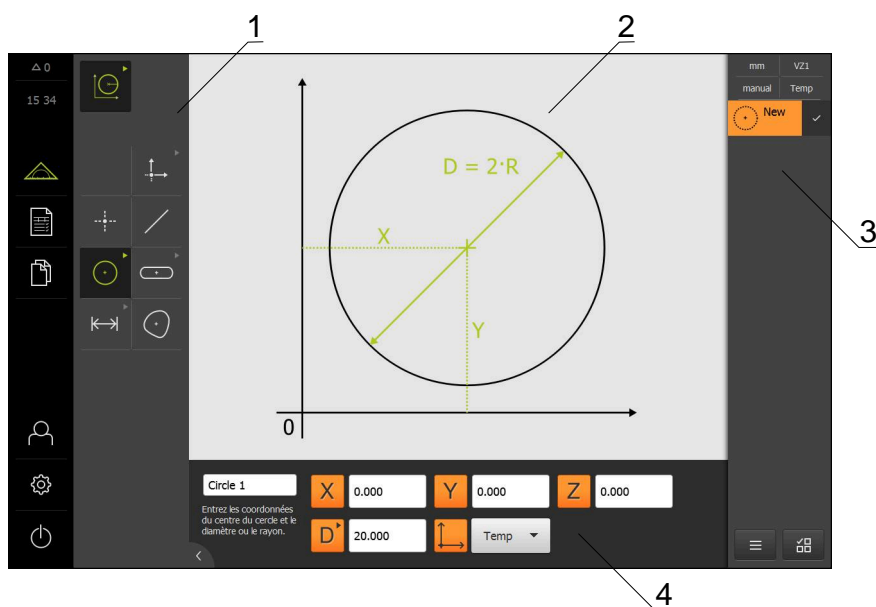 1
2
3
4
0
15 34
mm
VZ1
manual
Temp
New
D = 2·R
X
Y
0
Circle 1
Entrez les coordonnées
du centre du cercle et le
diamètre ou le rayon.
X
0.000
Y
0.000
Z
0.000
D
20.000
Temp